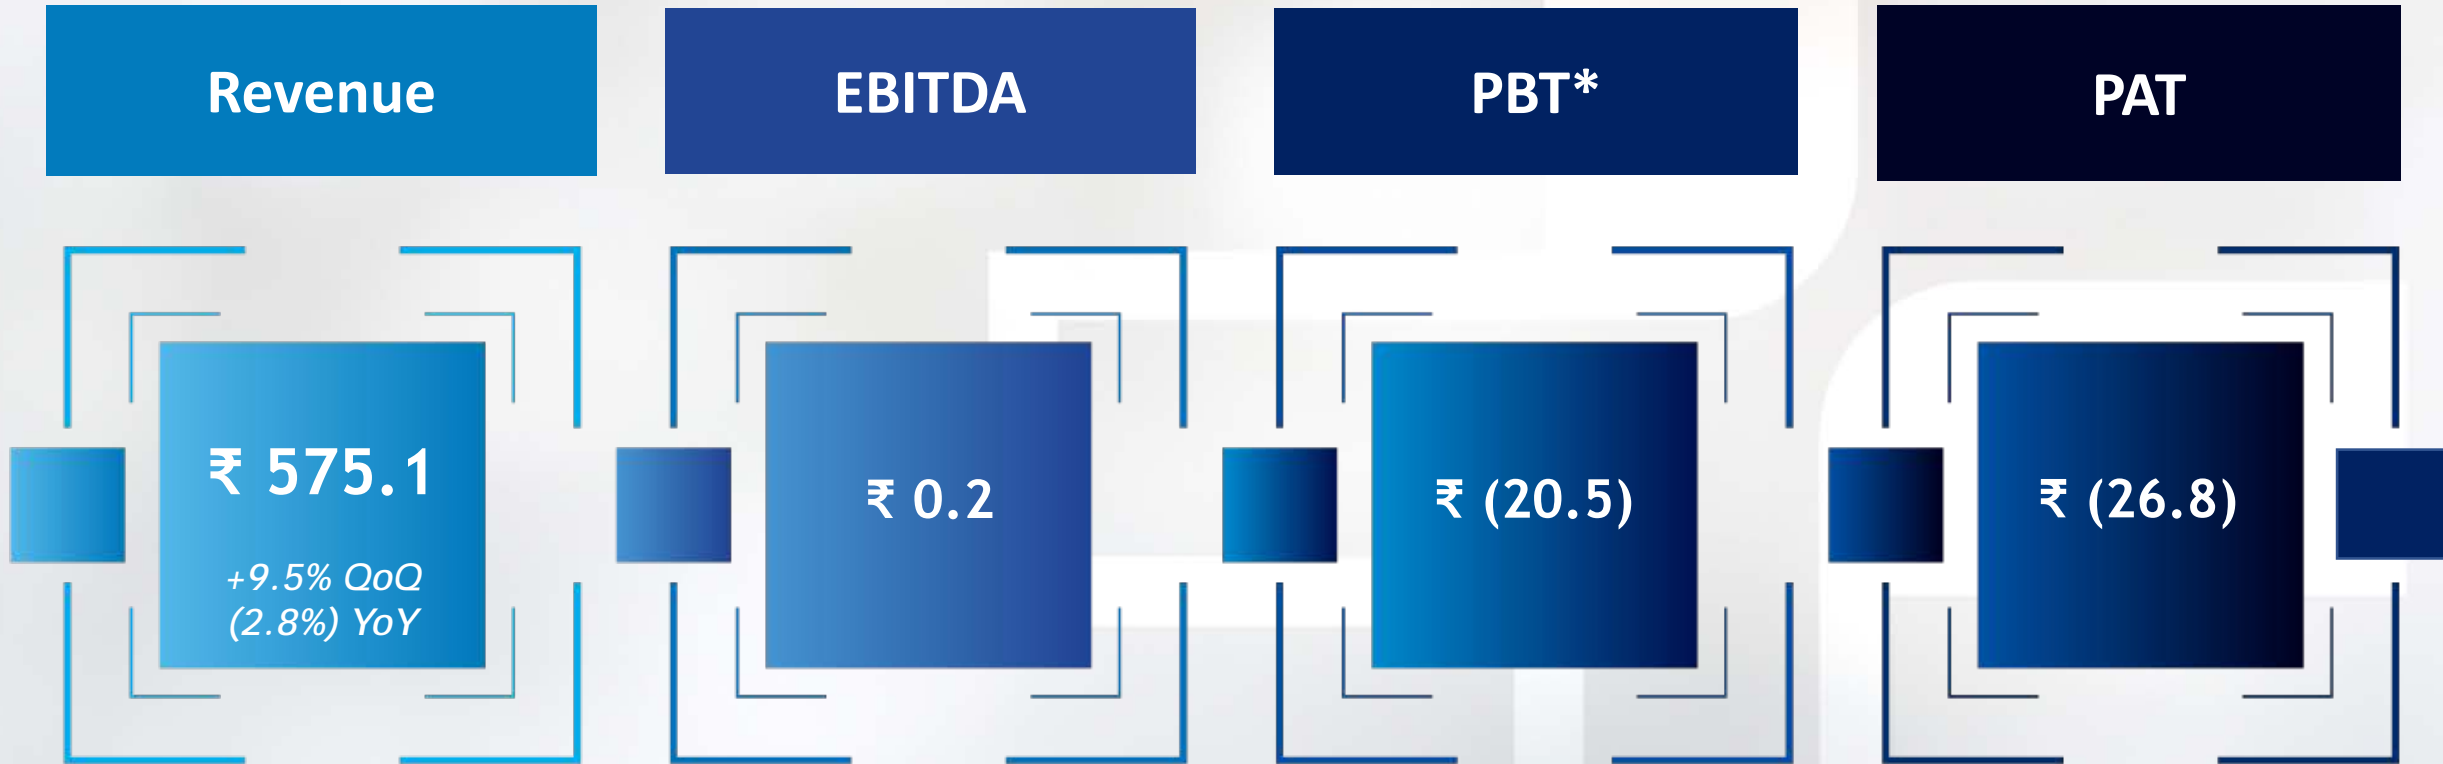 Revenue
EBITDA
PBT*
PAT
₹ 575.1
+9.5% QoQ
(2.8%) YoY
₹ 0.2
₹ (20.5)
₹ (26.8)